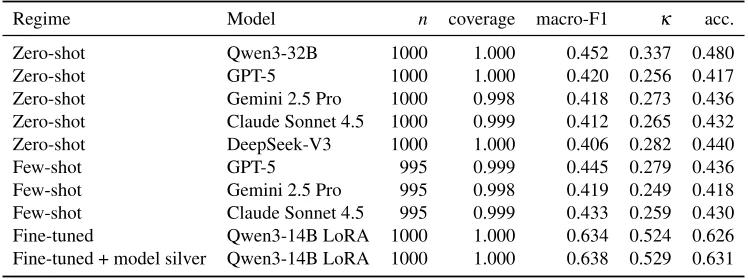 Regime Model n coverage macro-F1 κ acc.
Zero-shot Qwen3-32B 1000 1.000 0.452 0.337 0.480
Zero-shot GPT-5 1000 1.000 0.420 0.256 0.417
Zero-shot Gemini 2.5 Pro 1000 0.998 0.418 0.273 0.436
Zero-shot Claude Sonnet 4.5 1000 0.999 0.412 0.265 0.432
Zero-shot DeepSeek-V3 1000 1.000 0.406 0.282 0.440
Few-shot GPT-5 995 0.999 0.445 0.279 0.436
Few-shot Gemini 2.5 Pro 995 0.998 0.419 0.249 0.418
Few-shot Claude Sonnet 4.5 995 0.999 0.433 0.259 0.430
Fine-tuned Qwen3-14B LoRA 1000 1.000 0.634 0.524 0.626
Fine-tuned + model silver Qwen3-14B LoRA 1000 1.000 0.638 0.529 0.631